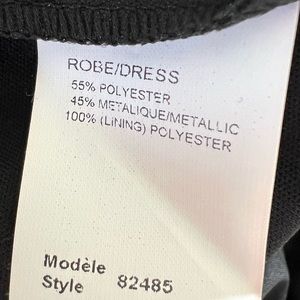 ROBE/DRESS
55% POLYESTER
45% METALIQUE/METALLIC
100% (LiNING) POLYESTER
Modèle
Style 82485